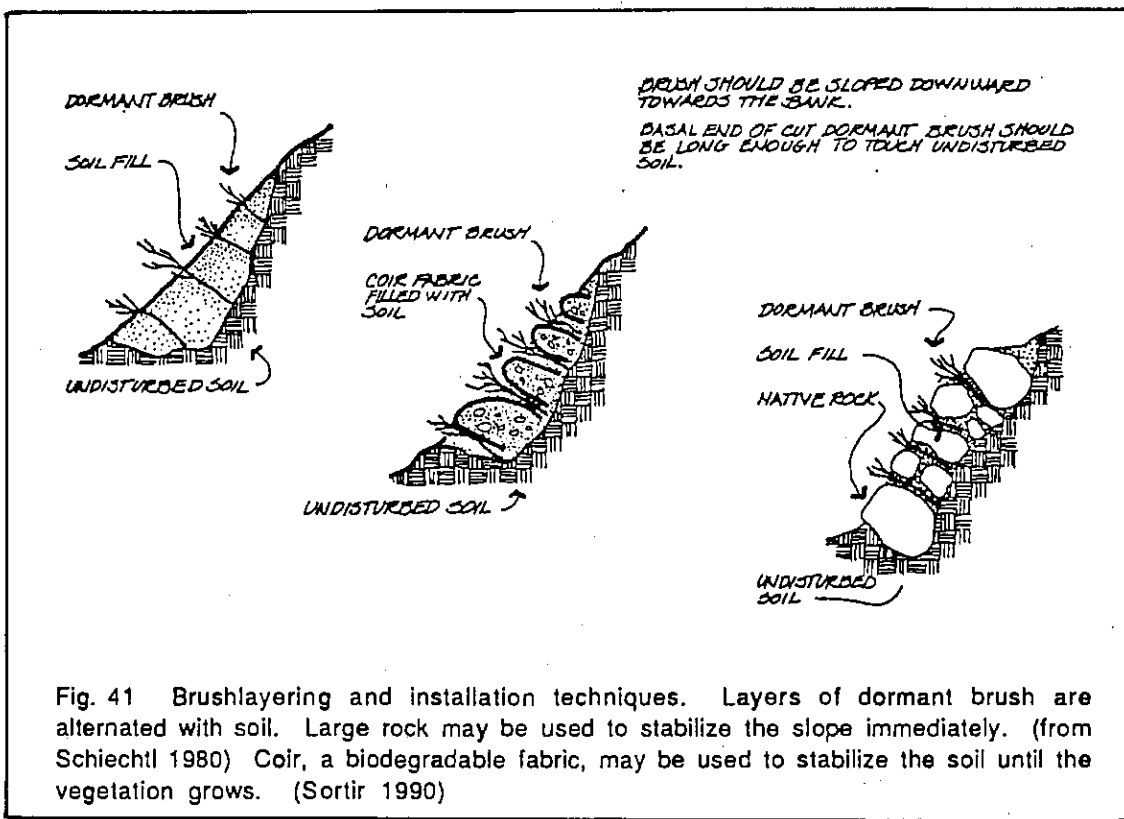 DORMANT BRUSH
SOIL FILL
UNDISTURBED SOIL
BRUSH SHOULD BE SLOPED DOWNWARD
TOWARDS THE BANK.
BASAL END OF CUT DORMANT BRUSH SHOULD
BE LONG ENOUGH TO TOUCH UNDISTURBED
SOIL.
DORMANT BRUSH
COIR FABRIC
FILLED WITH
SOIL
UNDISTURBED SOIL
DORMANT BRUSH
SOIL FILL
NATIVE ROCK
UNDISTURBED
SOIL
Fig. 41 Brushlayering and installation techniques. Layers of dormant brush are
alternated with soil. Large rock may be used to stabilize the slope immediately. (from
Schiechtl 1980) Coir, a biodegradable fabric, may be used to stabilize the soil until the
vegetation grows. (Sortir 1990)